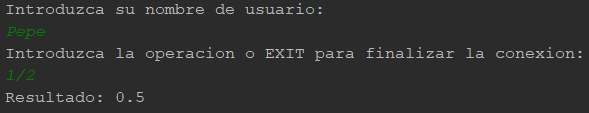 Introduzca su nombre de usuario:
Pepe
Introduzca la operacion o EXIT para finalizar la conexion:
1/2
Resultado: 0.5